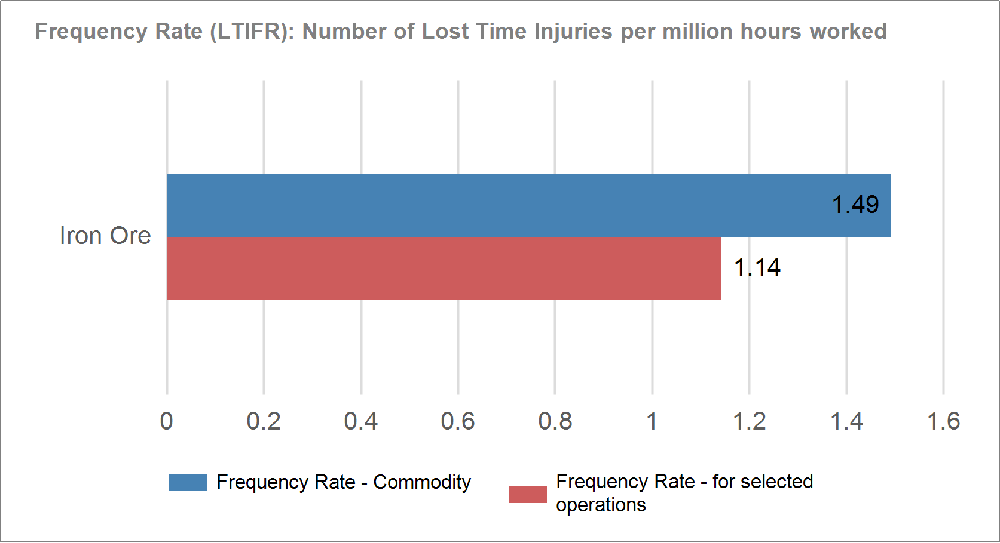 Frequency Rate (LTIFR): Number of Lost Time Injuries per million hours worked
1.49
Iron Ore
1.14
0 0.2 0.4 0.6 0.8 1 1.2 1.4 1.6
Frequency Rate - Commodity
Frequency Rate - for selected
operations